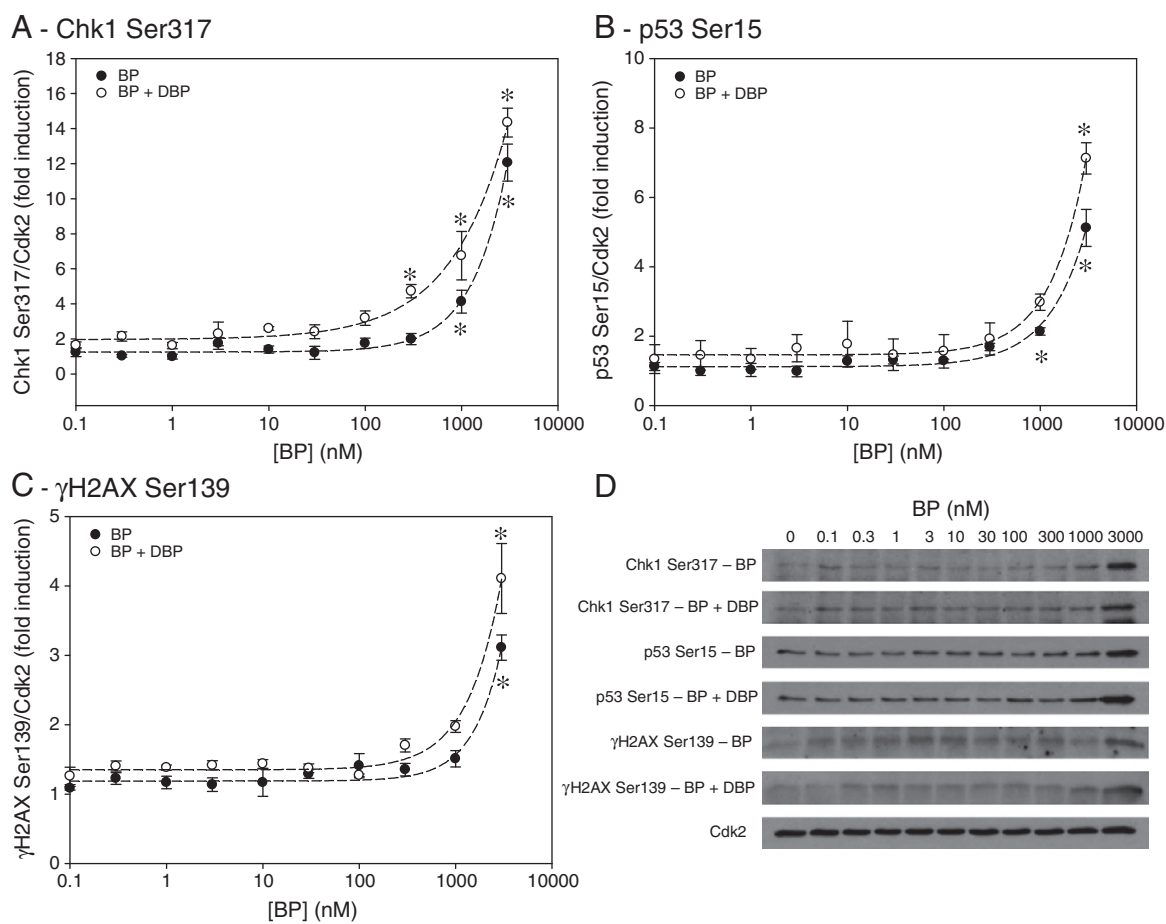 A - Chk1 Ser317
Chk1 Ser317/Cdk2 (fold induction)
18
16
14
12
10
8
6
4
2
0
BP
BP + DBP
*
*
*
*
*
0.1 1 10 100 1000 10000
[BP] (nM)
B - p53 Ser15
p53 Ser15/Cdk2 (fold induction)
10
8
6
4
2
0
BP
BP + DBP
*
*
*
0.1 1 10 100 1000 10000
[BP] (nM)
C - γH2AX Ser139
γH2AX Ser139/Cdk2 (fold induction)
5
4
3
2
1
0
BP
BP + DBP
*
*
0.1 1 10 100 1000 10000
[BP] (nM)
D
BP (nM)
0 0.1 0.3 1 3 10 30 100 300 1000 3000
Chk1 Ser317 – BP
Chk1 Ser317 – BP + DBP
p53 Ser15 – BP
p53 Ser15 – BP + DBP
γH2AX Ser139 – BP
γH2AX Ser139 – BP + DBP
Cdk2